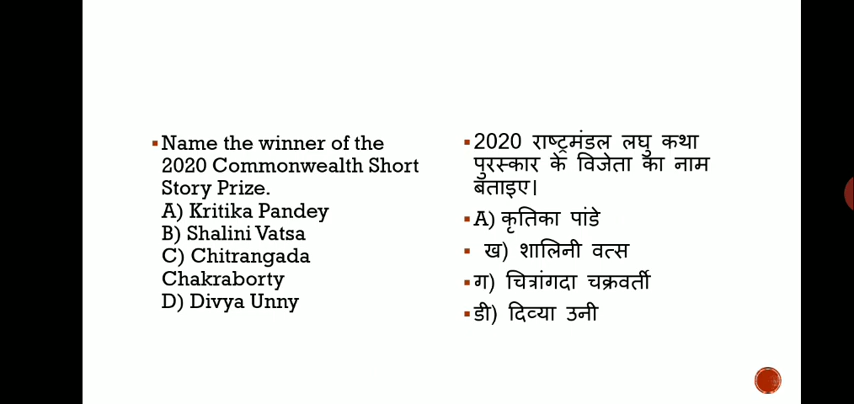 Name the winner of the
2020 Commonwealth Short
Story Prize.
A) Kritika Pandey
B) Shalini Vatsa
C) Chitrangada
Chakraborty
D) Divya Unny
2020 राष्ट्रमंडल लघु कथा
पुरस्कार के विजेता का नाम
बताइए।
A) कृतिका पांडे
ख) शालिनी वत्स
ग) चित्रांगदा चक्रवर्ती
डी) दिव्या उनी